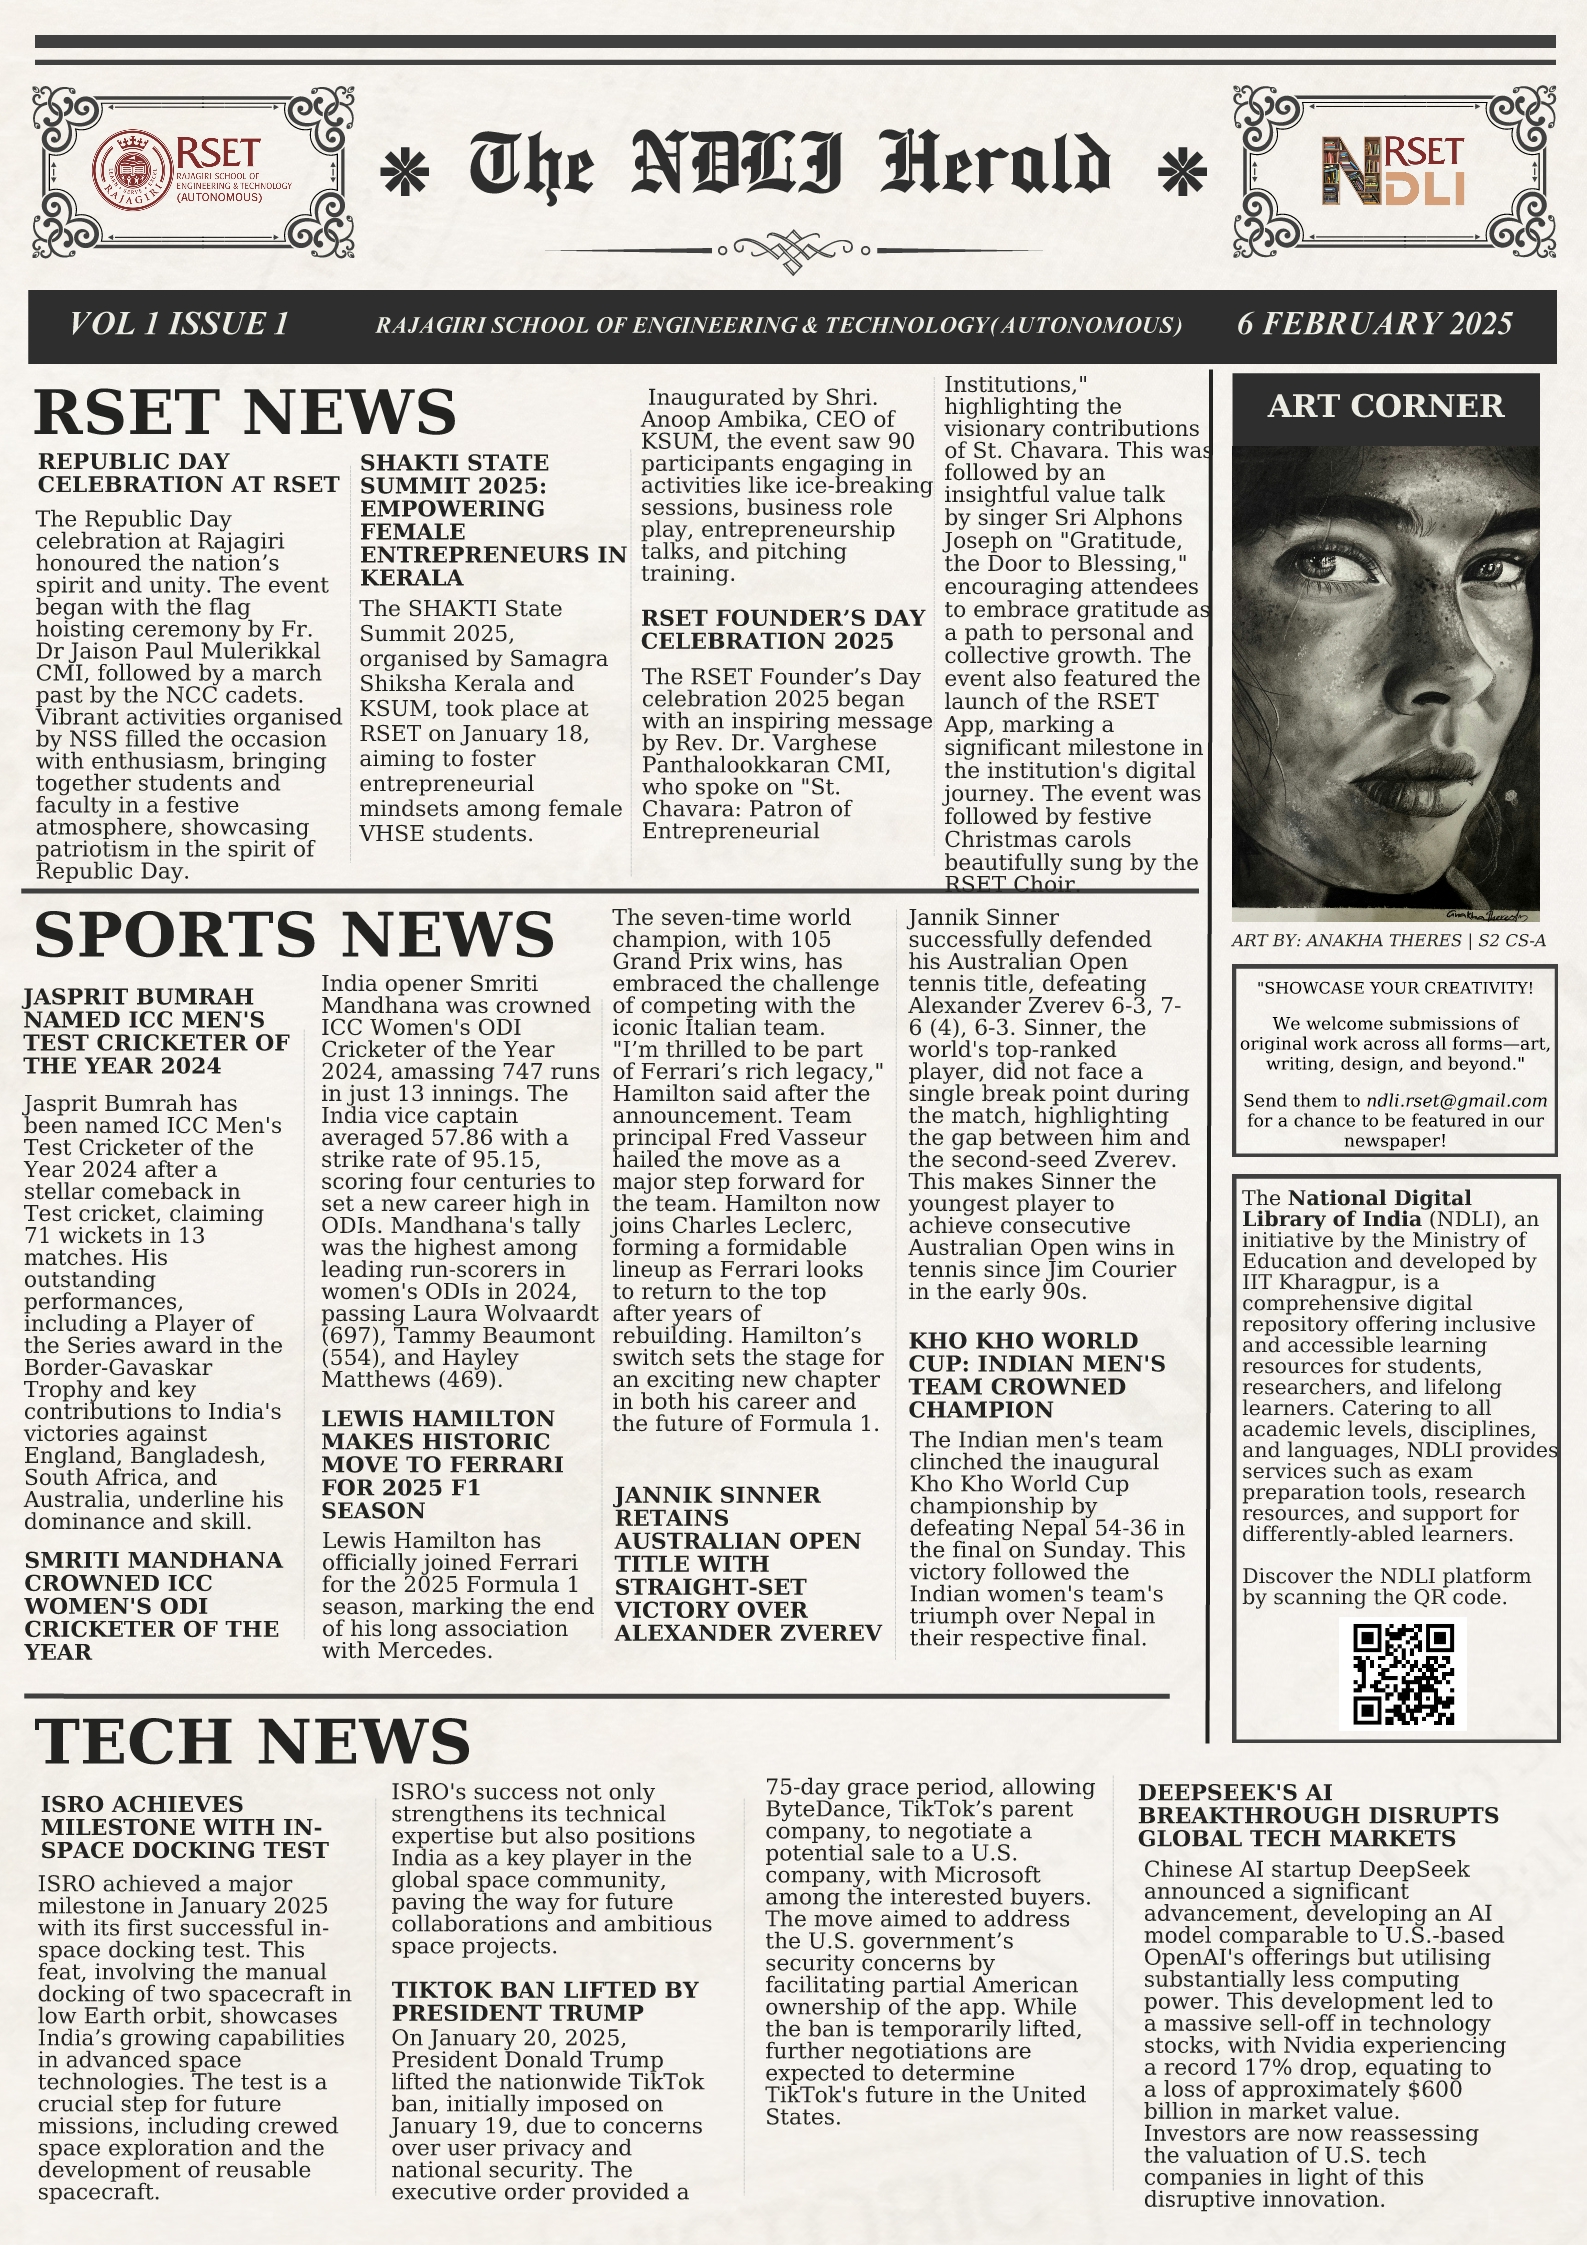 RSET
RAJAGIRI SCHOOL OF
ENGINEERING & TECHNOLOGY
(AUTONOMOUS)
RAJAGIRI
The NDLI Herald
RSET
NDLI
VOL 1 ISSUE 1
RAJAGIRI SCHOOL OF ENGINEERING & TECHNOLOGY(AUTONOMOUS)
6 FEBRUARY 2025
RSET NEWS
REPUBLIC DAY
CELEBRATION AT RSET
The Republic Day
celebration at Rajagiri
honoured the nation’s
spirit and unity. The event
began with the flag
hoisting ceremony by Fr.
Dr Jaison Paul Mulerikkal
CMI, followed by a march
past by the NCC cadets.
Vibrant activities organised
by NSS filled the occasion
with enthusiasm, bringing
together students and
faculty in a festive
atmosphere, showcasing
patriotism in the spirit of
Republic Day.
SHAKTI STATE
SUMMIT 2025:
EMPOWERING
FEMALE
ENTREPRENEURS IN
KERALA
The SHAKTI State
Summit 2025,
organised by Samagra
Shiksha Kerala and
KSUM, took place at
RSET on January 18,
aiming to foster
entrepreneurial
mindsets among female
VHSE students.
Inaugurated by Shri.
Anoop Ambika, CEO of
KSUM, the event saw 90
participants engaging in
activities like ice-breaking
sessions, business role
play, entrepreneurship
talks, and pitching
training.
RSET FOUNDER’S DAY
CELEBRATION 2025
The RSET Founder’s Day
celebration 2025 began
with an inspiring message
by Rev. Dr. Varghese
Panthalookkaran CMI,
who spoke on "St.
Chavara: Patron of
Entrepreneurial
Institutions,"
highlighting the
visionary contributions
of St. Chavara. This was
followed by an
insightful value talk
by singer Sri Alphons
Joseph on "Gratitude,
the Door to Blessing,"
encouraging attendees
to embrace gratitude as
a path to personal and
collective growth. The
event also featured the
launch of the RSET
App, marking a
significant milestone in
the institution's digital
journey. The event was
followed by festive
Christmas carols
beautifully sung by the
RSET Choir.
ART CORNER
ART BY: ANAKHA THERES | S2 CS-A
"SHOWCASE YOUR CREATIVITY!
We welcome submissions of
original work across all forms—art,
writing, design, and beyond."
Send them to ndli.rset@gmail.com
for a chance to be featured in our
newspaper!
The National Digital
Library of India (NDLI), an
initiative by the Ministry of
Education and developed by
IIT Kharagpur, is a
comprehensive digital
repository offering inclusive
and accessible learning
resources for students,
researchers, and lifelong
learners. Catering to all
academic levels, disciplines,
and languages, NDLI provides
services such as exam
preparation tools, research
resources, and support for
differently-abled learners.
Discover the NDLI platform
by scanning the QR code.
SPORTS NEWS
JASPRIT BUMRAH
NAMED ICC MEN'S
TEST CRICKETER OF
THE YEAR 2024
Jasprit Bumrah has
been named ICC Men's
Test Cricketer of the
Year 2024 after a
stellar comeback in
Test cricket, claiming
71 wickets in 13
matches. His
outstanding
performances,
including a Player of
the Series award in the
Border-Gavaskar
Trophy and key
contributions to India's
victories against
England, Bangladesh,
South Africa, and
Australia, underline his
dominance and skill.
SMRITI MANDHANA
CROWNED ICC
WOMEN'S ODI
CRICKETER OF THE
YEAR
India opener Smriti
Mandhana was crowned
ICC Women's ODI
Cricketer of the Year
2024, amassing 747 runs
in just 13 innings. The
India vice captain
averaged 57.86 with a
strike rate of 95.15,
scoring four centuries to
set a new career high in
ODIs. Mandhana's tally
was the highest among
leading run-scorers in
women's ODIs in 2024,
passing Laura Wolvaardt
(697), Tammy Beaumont
(554), and Hayley
Matthews (469).
LEWIS HAMILTON
MAKES HISTORIC
MOVE TO FERRARI
FOR 2025 F1
SEASON
Lewis Hamilton has
officially joined Ferrari
for the 2025 Formula 1
season, marking the end
of his long association
with Mercedes.
The seven-time world
champion, with 105
Grand Prix wins, has
embraced the challenge
of competing with the
iconic Italian team.
"I’m thrilled to be part
of Ferrari’s rich legacy,"
Hamilton said after the
announcement. Team
principal Fred Vasseur
hailed the move as a
major step forward for
the team. Hamilton now
joins Charles Leclerc,
forming a formidable
lineup as Ferrari looks
to return to the top
after years of
rebuilding. Hamilton’s
switch sets the stage for
an exciting new chapter
in both his career and
the future of Formula 1.
JANNIK SINNER
RETAINS
AUSTRALIAN OPEN
TITLE WITH
STRAIGHT-SET
VICTORY OVER
ALEXANDER ZVEREV
Jannik Sinner
successfully defended
his Australian Open
tennis title, defeating
Alexander Zverev 6-3, 7-
6 (4), 6-3. Sinner, the
world's top-ranked
player, did not face a
single break point during
the match, highlighting
the gap between him and
the second-seed Zverev.
This makes Sinner the
youngest player to
achieve consecutive
Australian Open wins in
tennis since Jim Courier
in the early 90s.
KHO KHO WORLD
CUP: INDIAN MEN'S
TEAM CROWNED
CHAMPION
The Indian men's team
clinched the inaugural
Kho Kho World Cup
championship by
defeating Nepal 54-36 in
the final on Sunday. This
victory followed the
Indian women's team's
triumph over Nepal in
their respective final.
TECH NEWS
ISRO ACHIEVES
MILESTONE WITH IN-
SPACE DOCKING TEST
ISRO achieved a major
milestone in January 2025
with its first successful in-
space docking test. This
feat, involving the manual
docking of two spacecraft in
low Earth orbit, showcases
India’s growing capabilities
in advanced space
technologies. The test is a
crucial step for future
missions, including crewed
space exploration and the
development of reusable
spacecraft.
ISRO's success not only
strengthens its technical
expertise but also positions
India as a key player in the
global space community,
paving the way for future
collaborations and ambitious
space projects.
TIKTOK BAN LIFTED BY
PRESIDENT TRUMP
On January 20, 2025,
President Donald Trump
lifted the nationwide TikTok
ban, initially imposed on
January 19, due to concerns
over user privacy and
national security. The
executive order provided a
75-day grace period, allowing
ByteDance, TikTok’s parent
company, to negotiate a
potential sale to a U.S.
company, with Microsoft
among the interested buyers.
The move aimed to address
the U.S. government’s
security concerns by
facilitating partial American
ownership of the app. While
the ban is temporarily lifted,
further negotiations are
expected to determine
TikTok's future in the United
States.
DEEPSEEK'S AI
BREAKTHROUGH DISRUPTS
GLOBAL TECH MARKETS
Chinese AI startup DeepSeek
announced a significant
advancement, developing an AI
model comparable to U.S.-based
OpenAI's offerings but utilising
substantially less computing
power. This development led to
a massive sell-off in technology
stocks, with Nvidia experiencing
a record 17% drop, equating to
a loss of approximately $600
billion in market value.
Investors are now reassessing
the valuation of U.S. tech
companies in light of this
disruptive innovation.